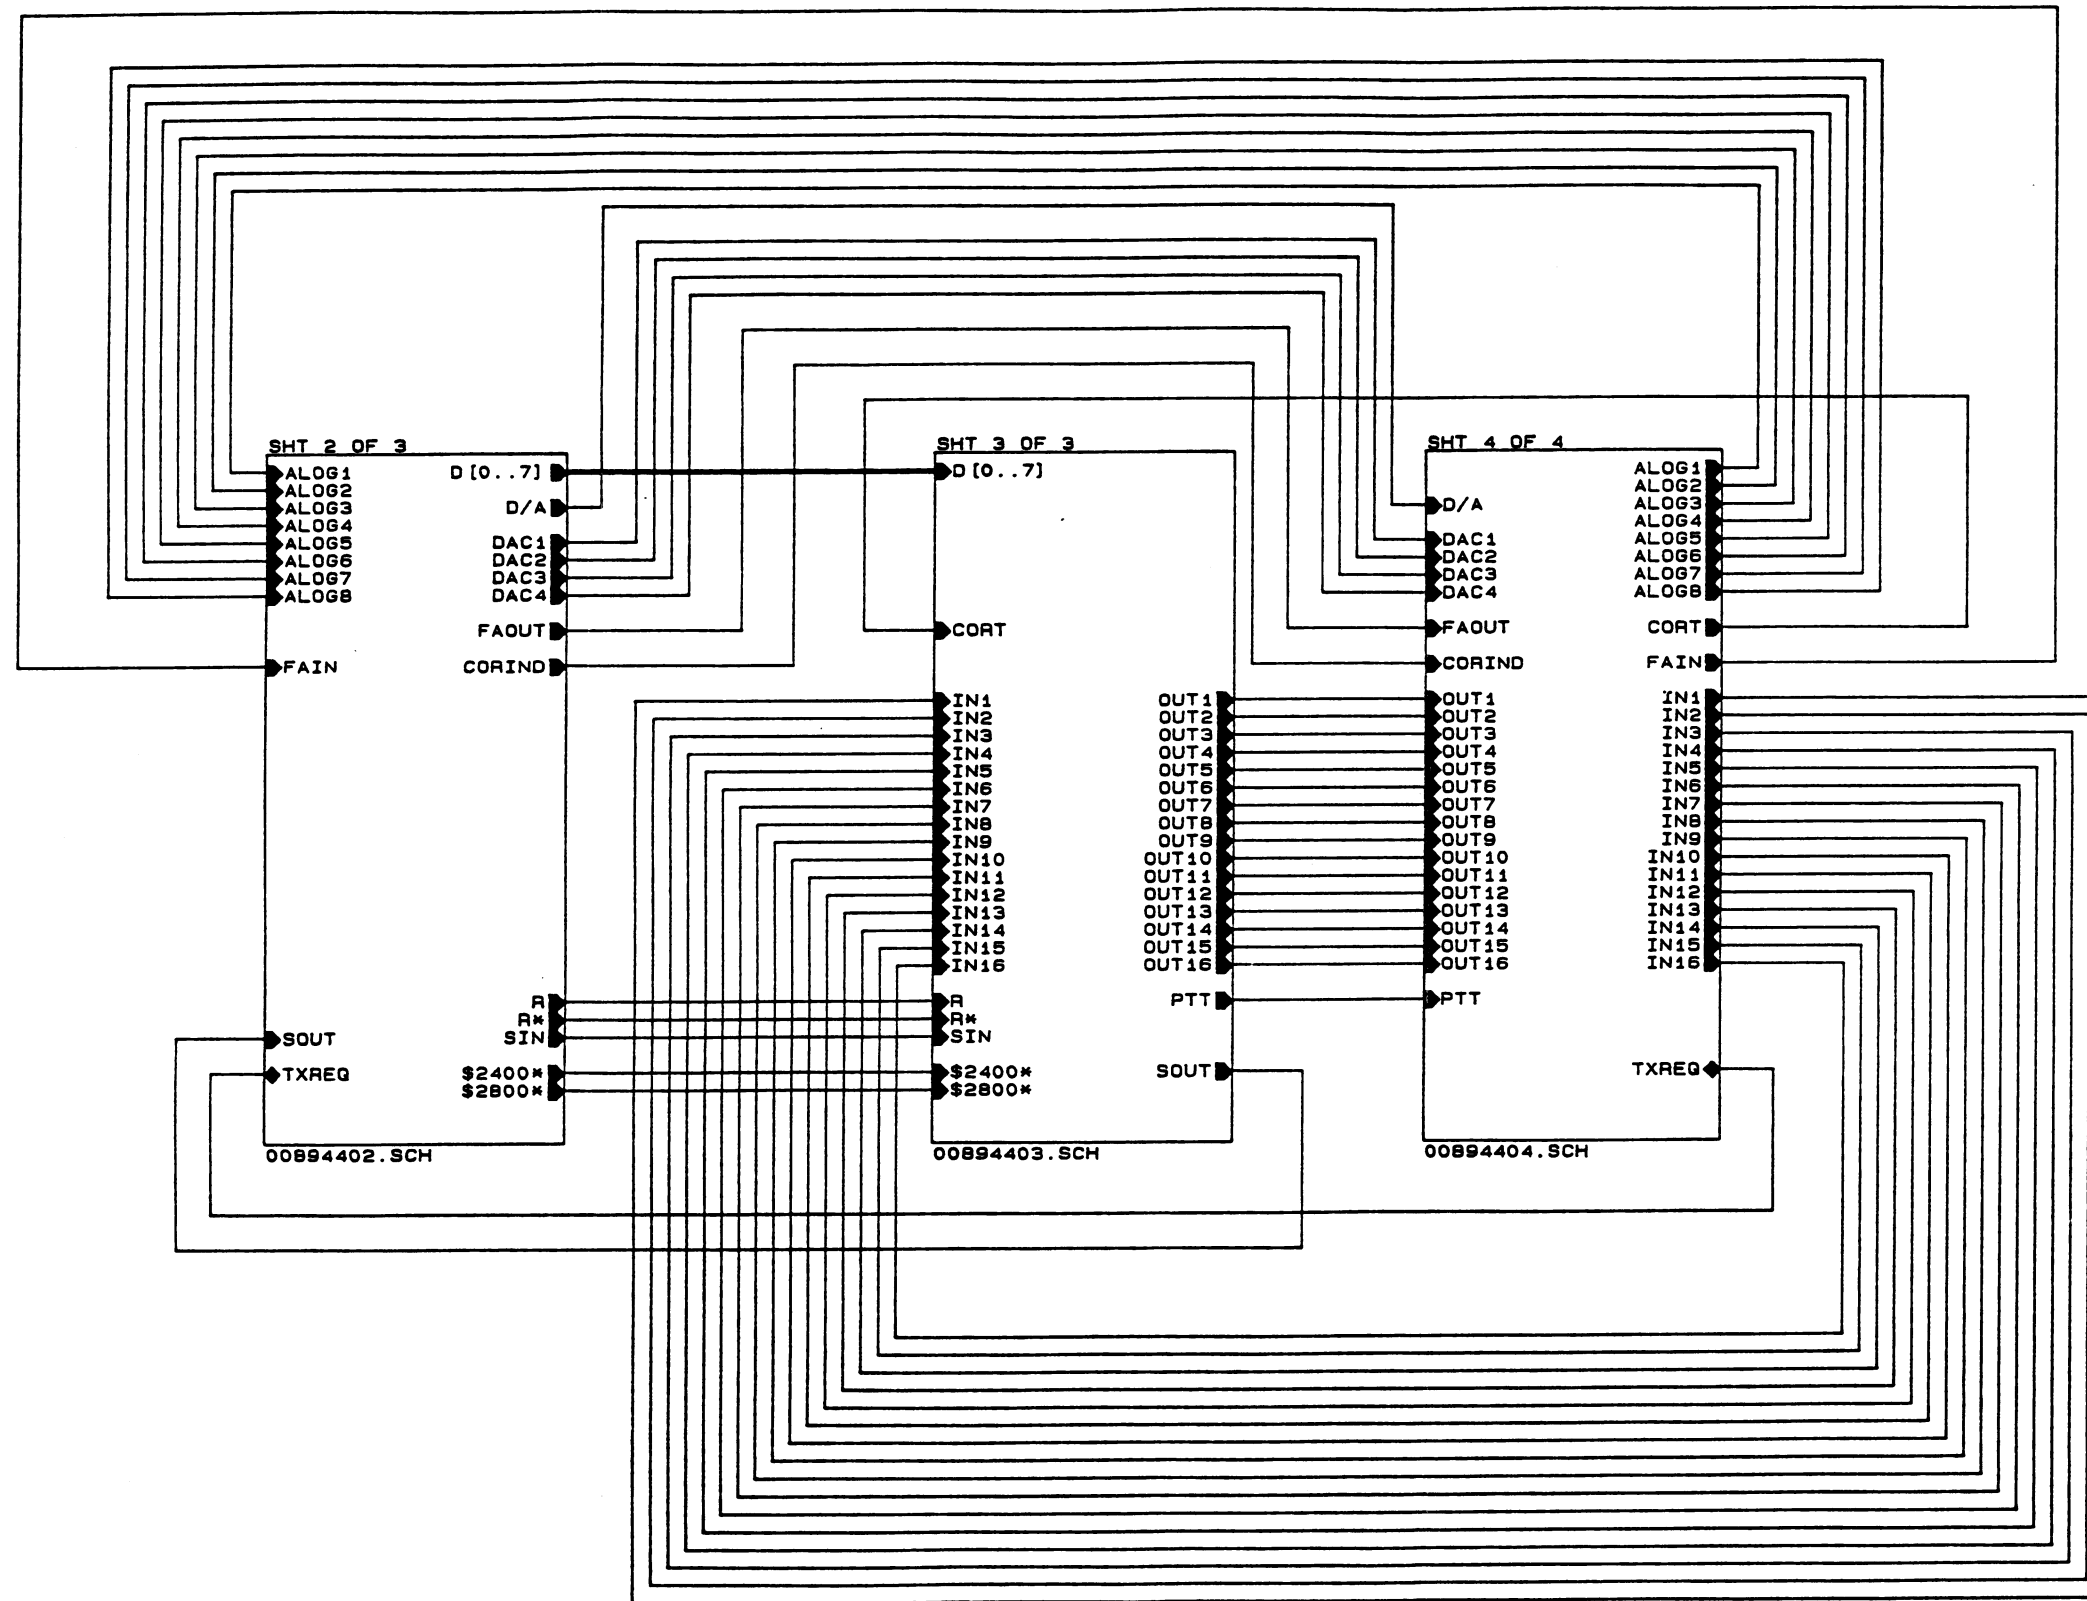 SHT 2 OF 3
ALOG1
ALOG2
ALOG3
ALOG4
ALOG5
ALOG6
ALOG7
ALOG8
FAIN
SOUT
TXREQ
D[0..7]
D/A
DAC1
DAC2
DAC3
DAC4
FAOUT
CORIND
R
R*
SIN
$2400*
$2800*
00894402.SCH
SHT 3 OF 3
D[0..7]
CORT
IN1
IN2
IN3
IN4
IN5
IN6
IN7
IN8
IN9
IN10
IN11
IN12
IN13
IN14
IN15
IN16
R
R*
SIN
$2400*
$2800*
OUT1
OUT2
OUT3
OUT4
OUT5
OUT6
OUT7
OUT8
OUT9
OUT10
OUT11
OUT12
OUT13
OUT14
OUT15
OUT16
PTT
SOUT
00894403.SCH
SHT 4 OF 4
D/A
DAC1
DAC2
DAC3
DAC4
FAOUT
CORIND
OUT1
OUT2
OUT3
OUT4
OUT5
OUT6
OUT7
OUT8
OUT9
OUT10
OUT11
OUT12
OUT13
OUT14
OUT15
OUT16
PTT
ALOG1
ALOG2
ALOG3
ALOG4
ALOG5
ALOG6
ALOG7
ALOG8
CORT
FAIN
IN1
IN2
IN3
IN4
IN5
IN6
IN7
IN8
IN9
IN10
IN11
IN12
IN13
IN14
IN15
IN16
TXREQ
00894404.SCH